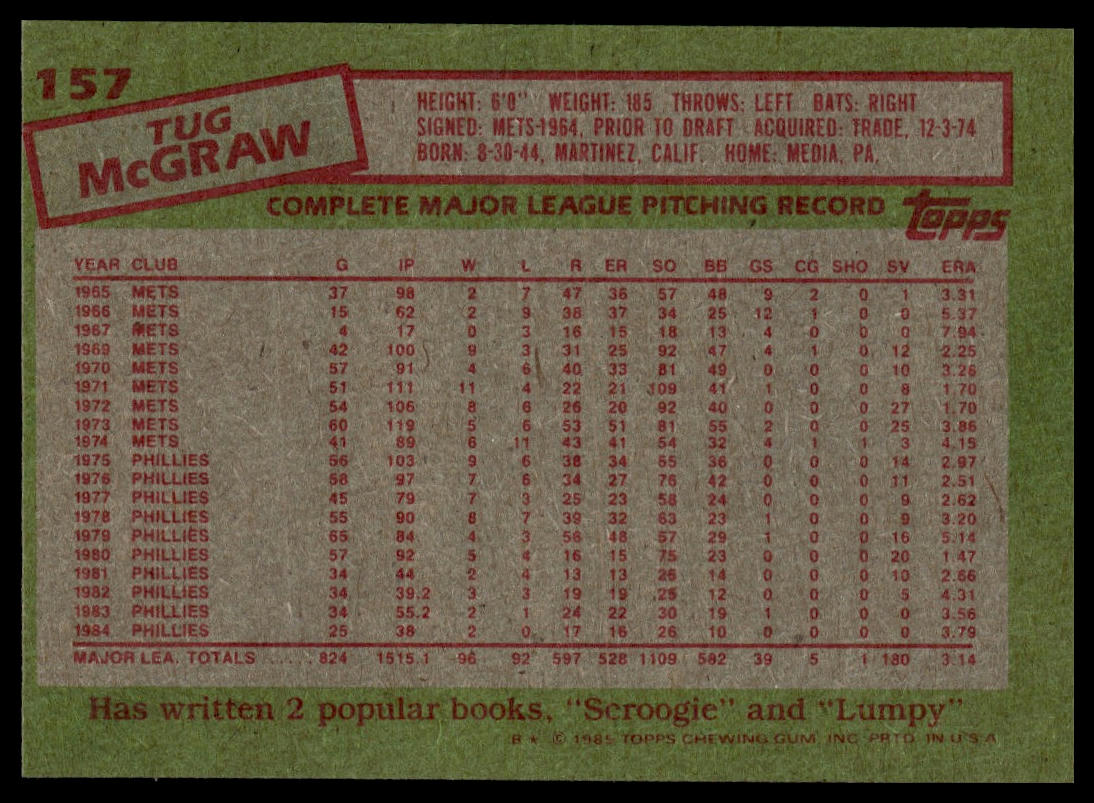 157
TUG
McGRAW
HEIGHT: 6'0" WEIGHT: 185 THROWS: LEFT BATS: RIGHT
SIGNED: METS-1964, PRIOR TO DRAFT ACQUIRED: TRADE, 12-3-74
BORN: 8-30-44, MARTINEZ, CALIF. HOME: MEDIA, PA.
COMPLETE MAJOR LEAGUE PITCHING RECORD topps
YEAR CLUB G IP W L R ER SO BB GS CG SHO SV ERA
1965 METS 37 98 2 7 47 36 57 48 9 2 0 1 3.31
1966 METS 15 62 2 9 38 37 34 25 12 1 0 0 5.37
1967 METS 4 17 0 3 16 15 18 13 4 0 0 0 7.94
1969 METS 42 100 9 3 31 25 92 47 4 1 0 12 2.25
1970 METS 57 91 4 6 40 33 81 49 0 0 0 10 3.26
1971 METS 51 111 11 4 22 21 109 41 1 0 0 8 1.70
1972 METS 54 106 8 6 26 20 92 40 0 0 0 27 1.70
1973 METS 60 119 5 6 53 51 81 55 2 0 0 25 3.86
1974 METS 41 89 6 11 43 41 54 32 4 1 1 3 4.15
1975 PHILLIES 56 103 9 6 38 34 55 36 0 0 0 14 2.97
1976 PHILLIES 58 97 7 6 34 27 76 42 0 0 0 11 2.51
1977 PHILLIES 45 79 7 3 25 23 58 24 0 0 0 9 2.62
1978 PHILLIES 55 90 8 7 39 32 63 23 1 0 0 9 3.20
1979 PHILLIES 65 84 4 3 56 48 57 29 1 0 0 16 5.14
1980 PHILLIES 57 92 5 4 16 15 75 23 0 0 0 20 1.47
1981 PHILLIES 34 44 2 4 13 13 26 14 0 0 0 10 2.66
1982 PHILLIES 34 39.2 3 3 19 19 25 12 0 0 0 5 4.31
1983 PHILLIES 34 55.2 2 1 24 22 30 19 1 0 0 0 3.56
1984 PHILLIES 25 38 2 0 17 16 26 10 0 0 0 0 3.79
MAJOR LEA. TOTALS ..... 824 1515.1 96 92 597 528 1109 582 39 5 1 180 3.14
Has written 2 popular books, "Scroogie" and "Lumpy"
B★ © 1985 TOPPS CHEWING GUM, INC. PRTD. IN U.S.A.